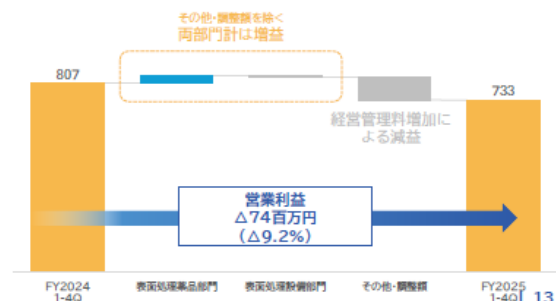 その他・調整額を除く
両部門計は増益
807
733
経営管理料増加に
よる減益
営業利益
△74百万円
(△9.2%)
FY2024
1-4Q
表面処理薬品部門
表面処理設備部門
その他・調整額
FY2025
1-4Q
13